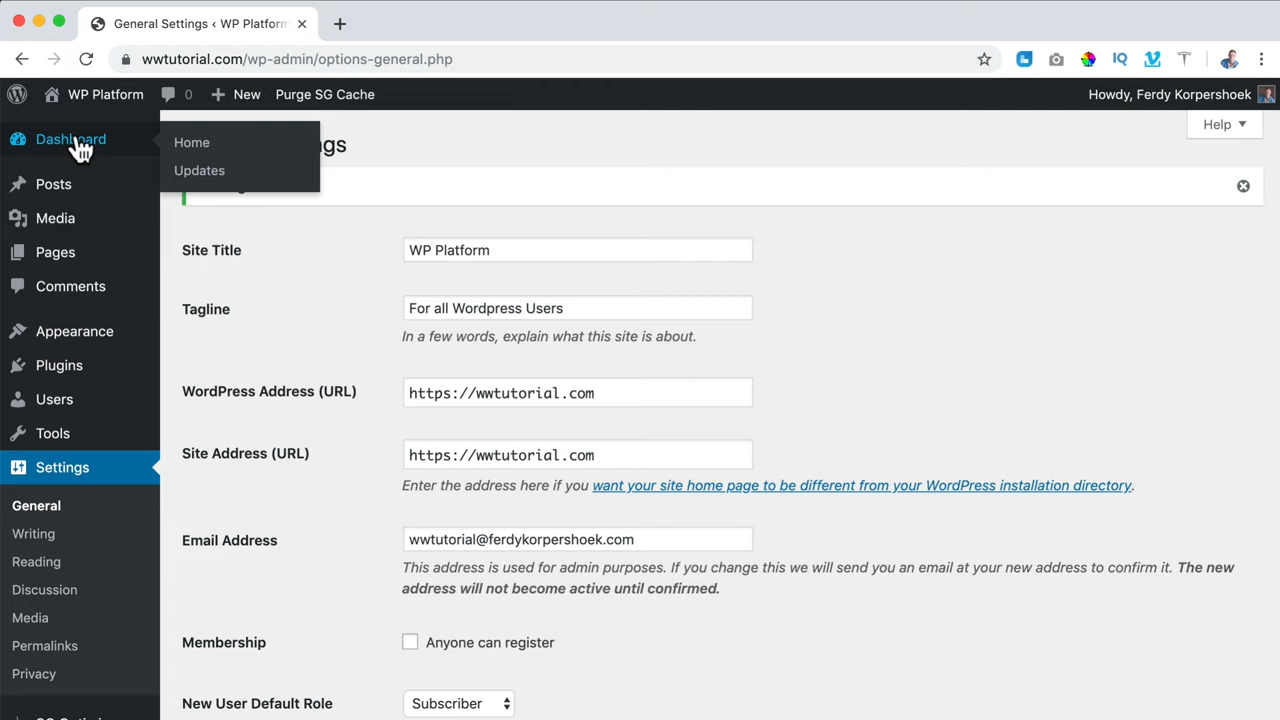 General Settings ‹ WP Platform
wwtutorial.com/wp-admin/options-general.php
WP Platform 0 New Purge SG Cache Howdy, Ferdy Korpershoek
Dashboard
Home
Updates
Help
Posts
Media
Pages
Comments
Appearance
Plugins
Users
Tools
Settings
General
Writing
Reading
Discussion
Media
Permalinks
Privacy
Site Title WP Platform
Tagline For all Wordpress Users
In a few words, explain what this site is about.
WordPress Address (URL) https://wwtutorial.com
Site Address (URL) https://wwtutorial.com
Enter the address here if you want your site home page to be different from your WordPress installation directory.
Email Address wwtutorial@ferdykorpershoek.com
This address is used for admin purposes. If you change this we will send you an email at your new address to confirm it. The new
address will not become active until confirmed.
Membership Anyone can register
New User Default Role Subscriber